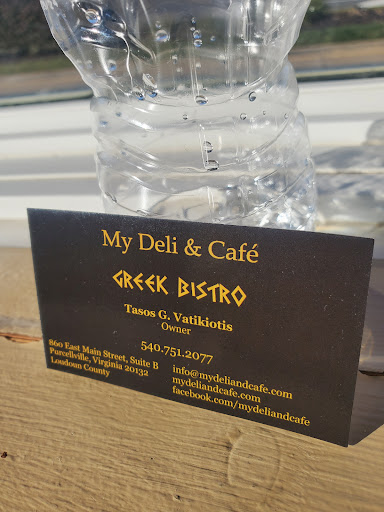 My Deli & Café
GREEK BISTRO
Tasos G. Vatikiotis
Owner
540.751.2077
860 East Main Street, Suite B
Purcellville, Virginia 20132
Loudoun County
info@mydeliandcafe.com
mydeliandcafe.com
facebook.com/mydeliandcafe